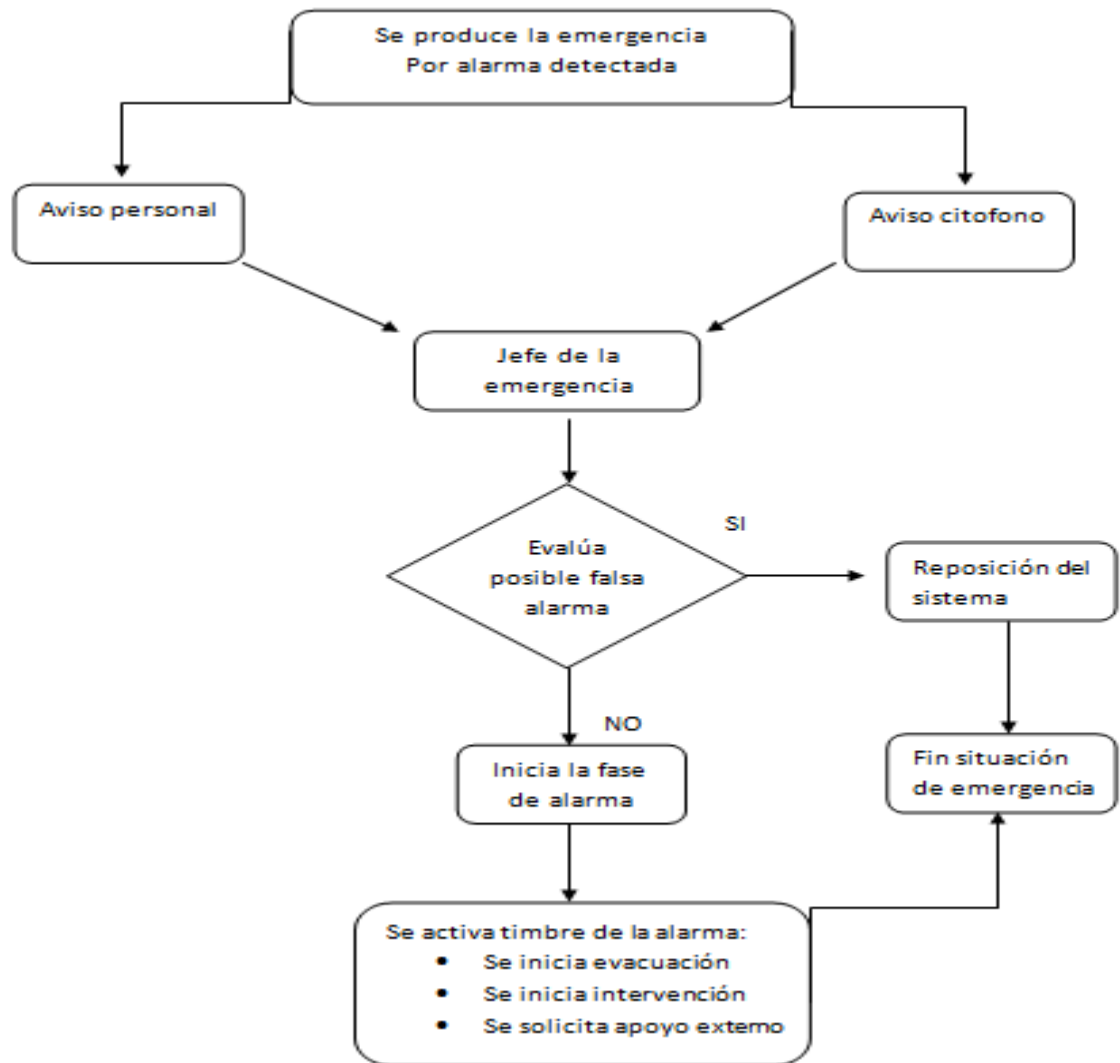 Se produce la emergencia
Por alarma detectada
Aviso personal
Aviso citofono
Jefe de la
emergencia
SI
Evalúa
posible falsa
alarma
Reposición del
sistema
NO
Inicia la fase
de alarma
Fin situación
de emergencia
Se activa timbre de la alarma:
• Se inicia evacuación
• Se inicia intervención
• Se solicita apoyo externo